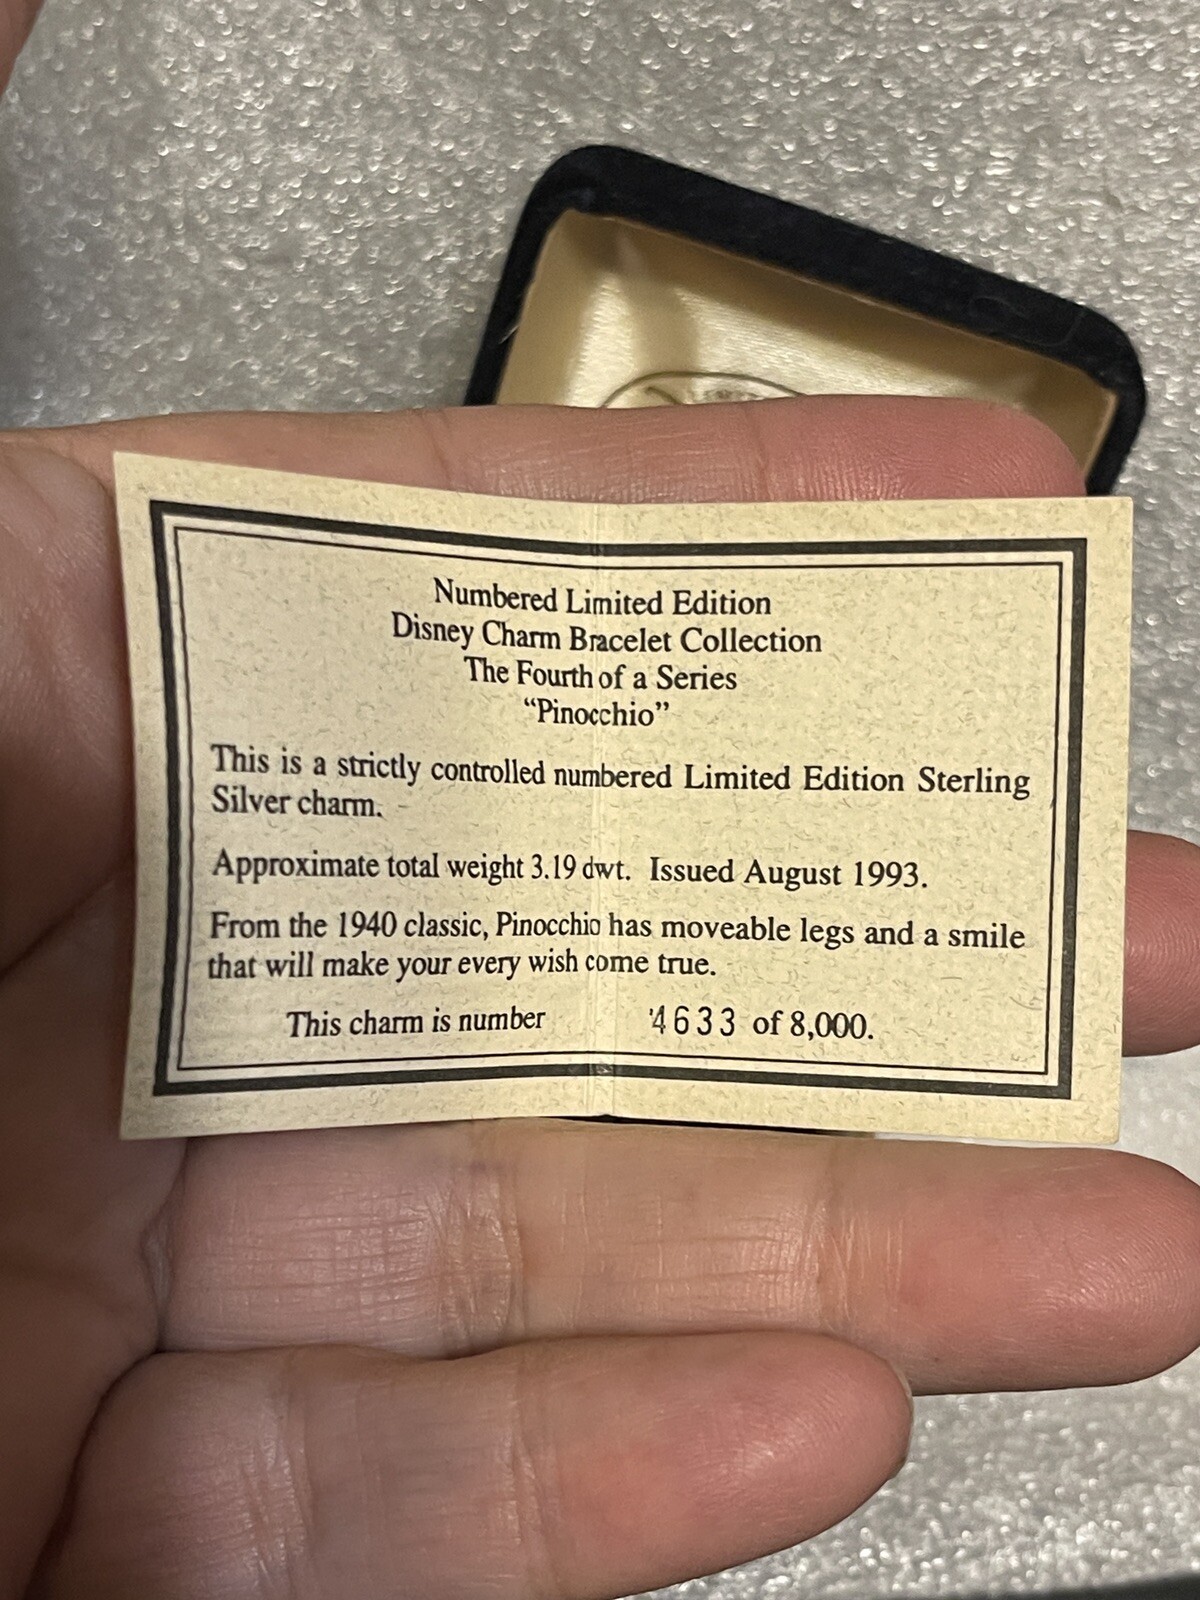 Numbered Limited Edition
Disney Charm Bracelet Collection
The Fourth of a Series
“Pinocchio”
This is a strictly controlled numbered Limited Edition Sterling
Silver charm.
Approximate total weight 3.19 dwt. Issued August 1993.
From the 1940 classic, Pinocchio has moveable legs and a smile
that will make your every wish come true.
This charm is number 4633 of 8,000.